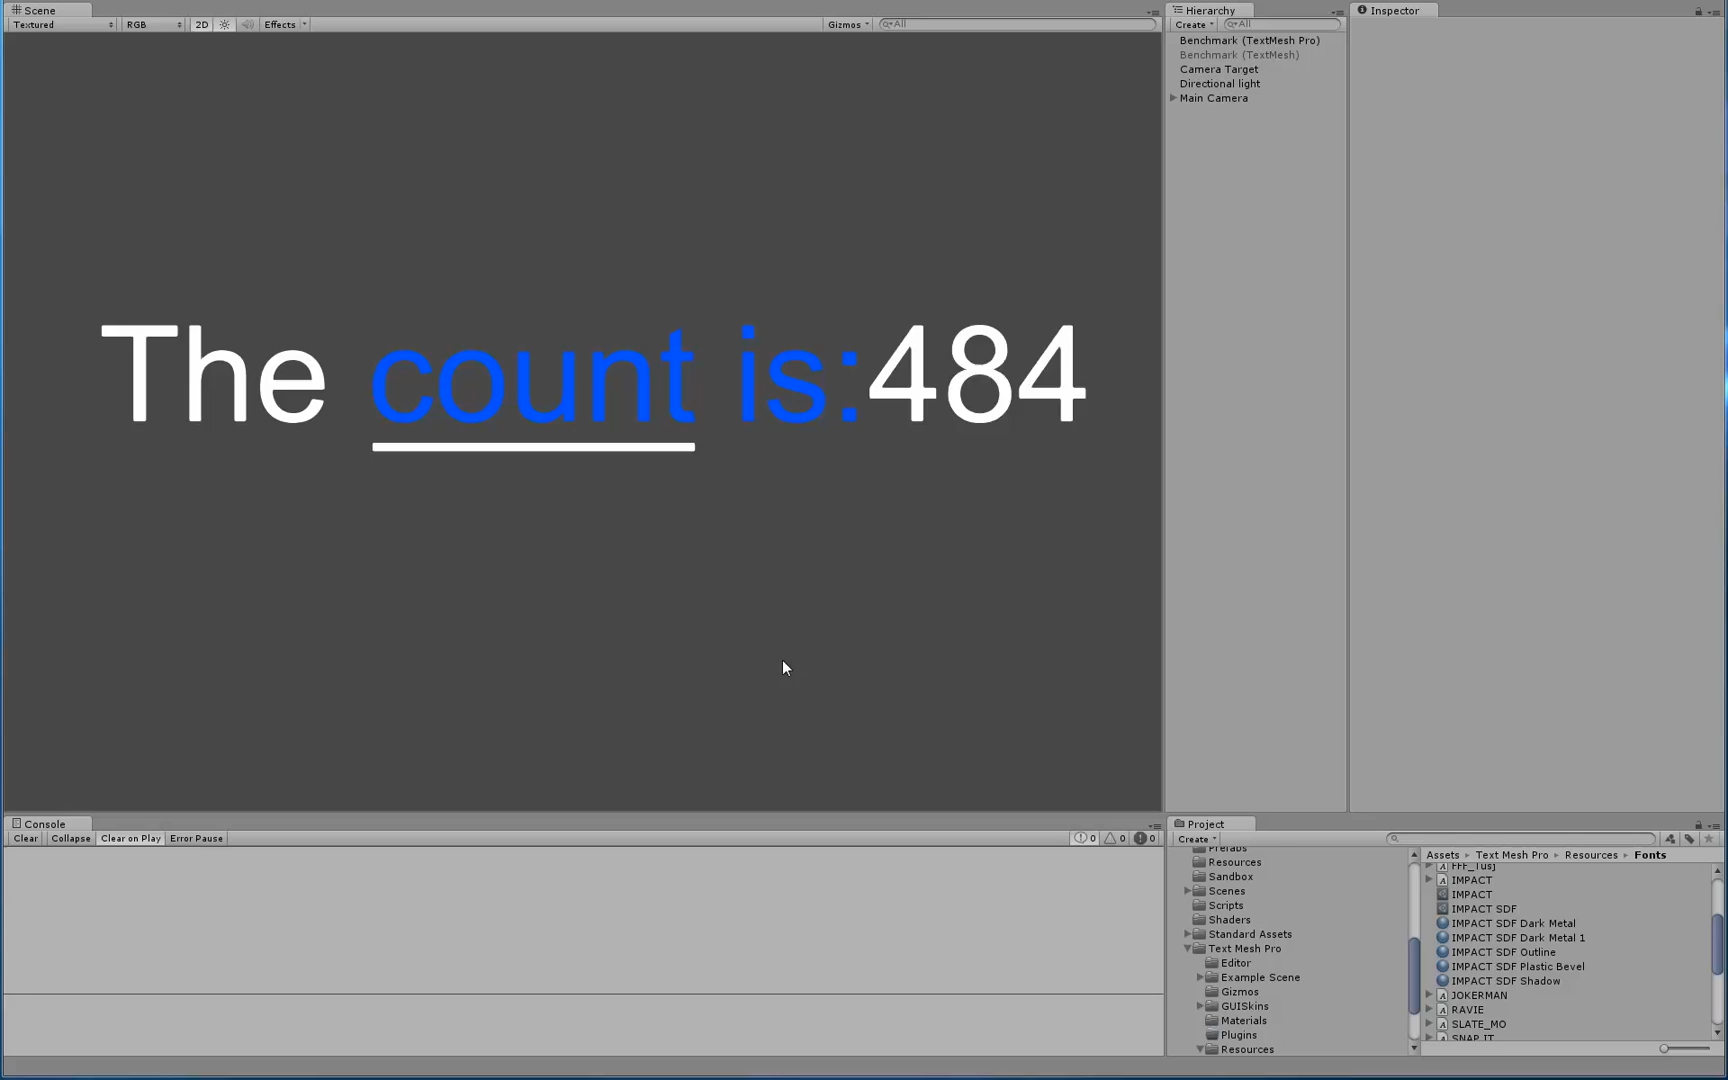 Scene
Textured RGB 2D Effects Gizmos All
The count is:484
Hierarchy
Create All
Benchmark (TextMesh Pro)
Benchmark (TextMesh)
Camera Target
Directional light
Main Camera
Inspector
Console
Clear Collapse Clear on Play Error Pause 0 0 0
Project
Create
Prefabs
Resources
Sandbox
Scenes
Scripts
Shaders
Standard Assets
Text Mesh Pro
Editor
Example Scene
Gizmos
GUISkins
Materials
Plugins
Resources
Assets Text Mesh Pro Resources Fonts
FFF_Tusj
IMPACT
IMPACT
IMPACT SDF
IMPACT SDF Dark Metal
IMPACT SDF Dark Metal 1
IMPACT SDF Outline
IMPACT SDF Plastic Bevel
IMPACT SDF Shadow
JOKERMAN
RAVIE
SLATE_MO
SNAP IT